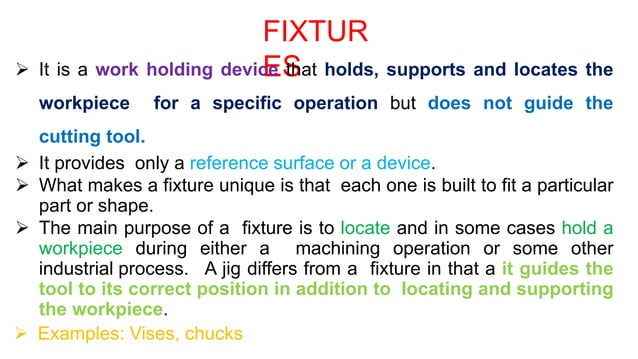 FIXTUR
ES
➢ It is a work holding device that holds, supports and locates the
workpiece for a specific operation but does not guide the
cutting tool.
➢ It provides only a reference surface or a device.
➢ What makes a fixture unique is that each one is built to fit a particular
part or shape.
➢ The main purpose of a fixture is to locate and in some cases hold a
workpiece during either a machining operation or some other
industrial process. A jig differs from a fixture in that a it guides the
tool to its correct position in addition to locating and supporting
the workpiece.
➢ Examples: Vises, chucks